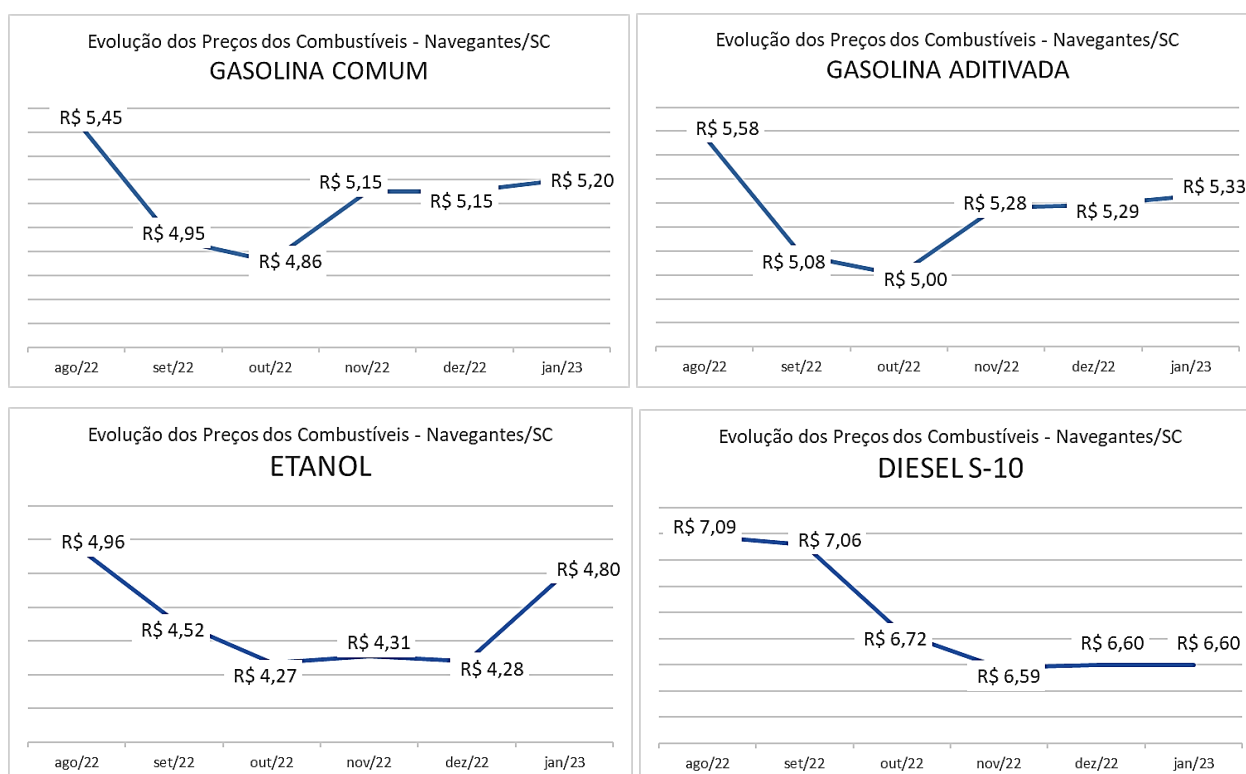 Evolução dos Preços dos Combustíveis - Navegantes/SC
GASOLINA COMUM
R$ 5,45
R$ 4,95
R$ 4,86
R$ 5,15
R$ 5,15
R$ 5,20
ago/22 set/22 out/22 nov/22 dez/22 jan/23
Evolução dos Preços dos Combustíveis - Navegantes/SC
GASOLINA ADITIVADA
R$ 5,58
R$ 5,08
R$ 5,00
R$ 5,28
R$ 5,29
R$ 5,33
ago/22 set/22 out/22 nov/22 dez/22 jan/23
Evolução dos Preços dos Combustíveis - Navegantes/SC
ETANOL
R$ 4,96
R$ 4,52
R$ 4,27
R$ 4,31
R$ 4,28
R$ 4,80
ago/22 set/22 out/22 nov/22 dez/22 jan/23
Evolução dos Preços dos Combustíveis - Navegantes/SC
DIESEL S-10
R$ 7,09
R$ 7,06
R$ 6,72
R$ 6,59
R$ 6,60
R$ 6,60
ago/22 set/22 out/22 nov/22 dez/22 jan/23